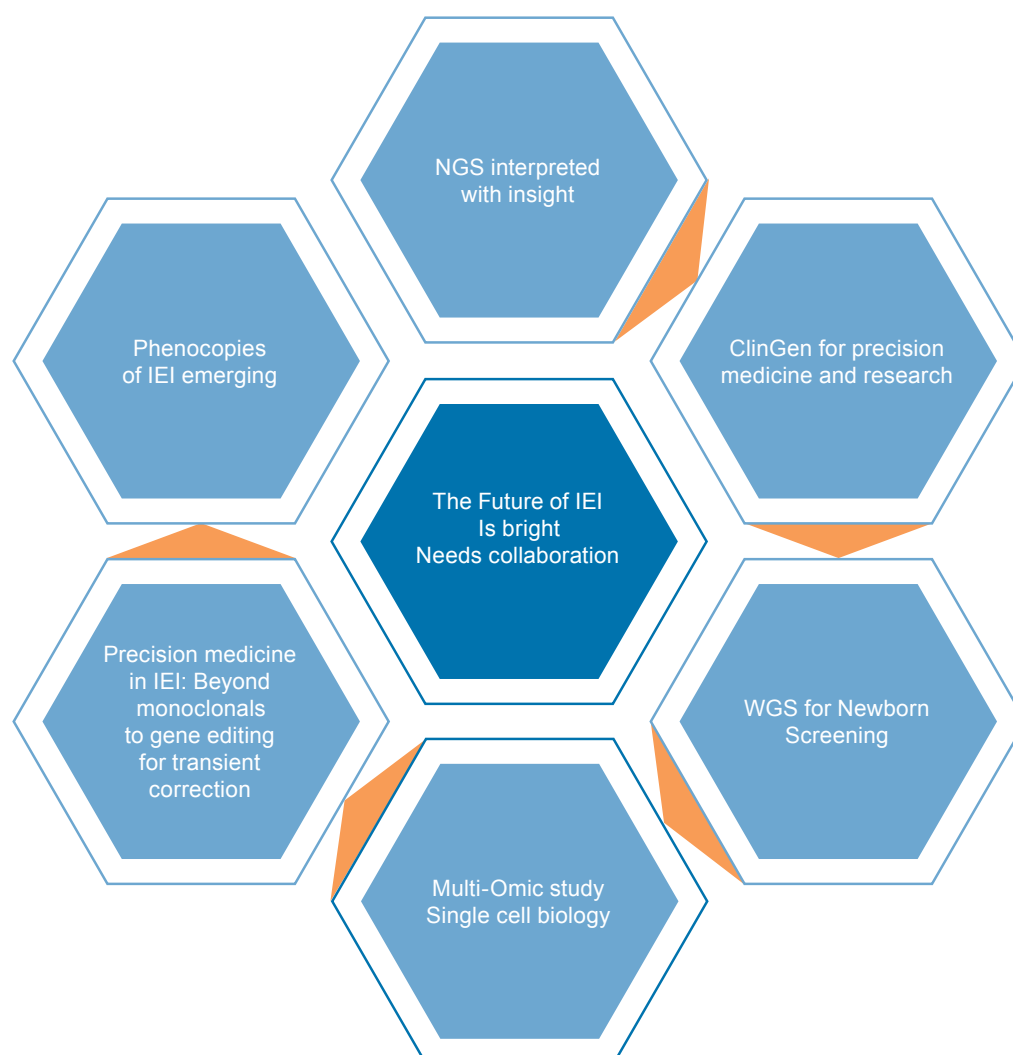 NGS interpreted
with insight
Phenocopies
of IEI emerging
ClinGen for precision
medicine and research
The Future of IEI
Is bright
Needs collaboration
Precision medicine
in IEI: Beyond
monoclonals
to gene editing
for transient
correction
WGS for Newborn
Screening
Multi-Omic study
Single cell biology